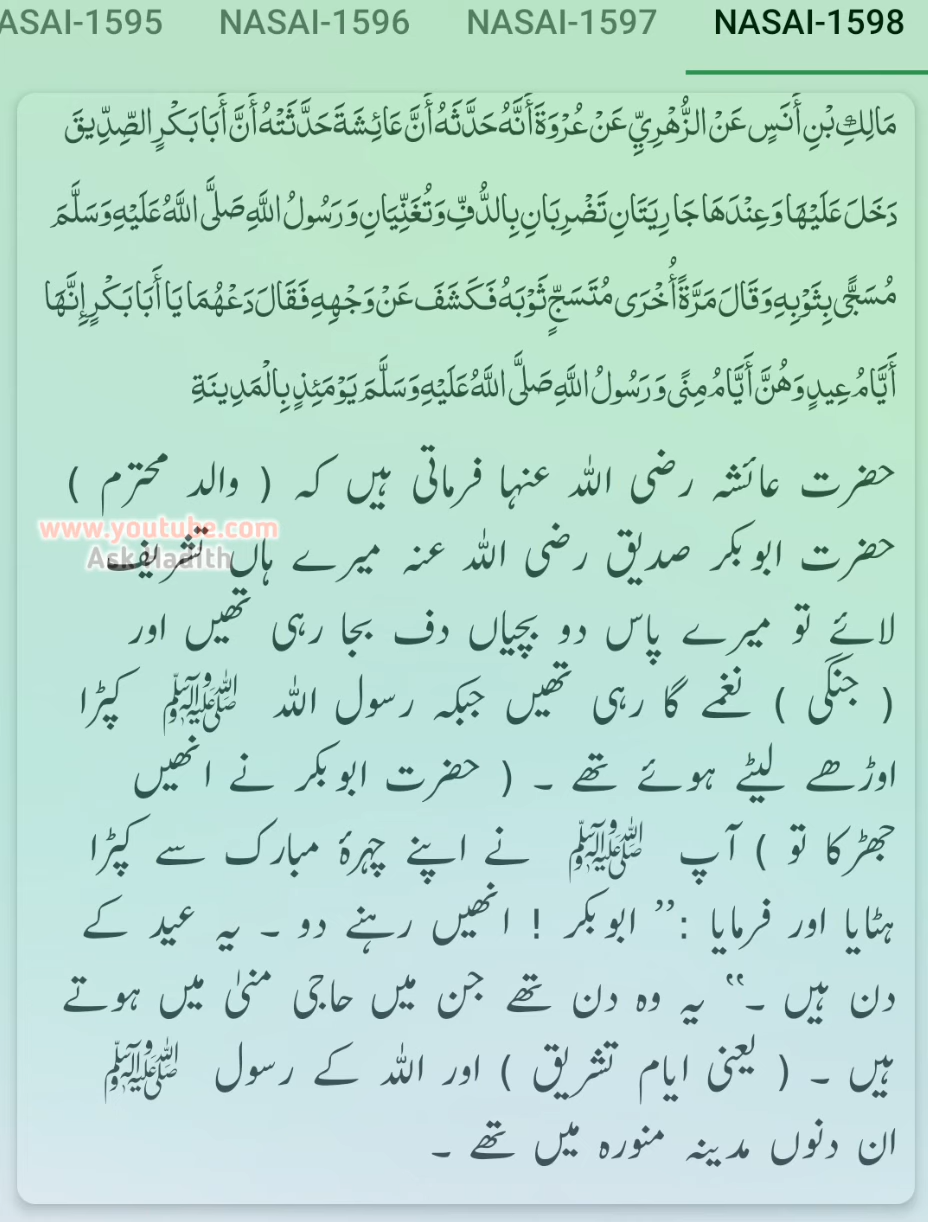 ASAI-1595 NASAI-1596 NASAI-1597 NASAI-1598
مَالِكِ بْنِ أَنَسٍ عَنْ الزُّهْرِيِّ عَنْ عُرْوَةَ أَنَّهُ حَدَّثَهُ أَنَّ عَائِشَةَ حَدَّثَتْهُ أَنَّ أَبَا بَكْرٍ الصِّدِّيقَ
دَخَلَ عَلَيْهَا وَعِنْدَهَا جَارِيَتَانِ تَضْرِبَانِ بِالدُّفِّ وَتُغَنِّيَانِ وَرَسُولُ اللَّهِ صَلَّى اللَّهُ عَلَيْهِ وَسَلَّمَ
مُسَجًّى بِثَوْبِهِ وَقَالَ مَرَّةً أُخْرَى مُتَسَجٍّ ثَوْبَهُ فَكَشَفَ عَنْ وَجْهِهِ فَقَالَ دَعْهُمَا يَا أَبَا بَكْرٍ إِنَّهَا
أَيَّامُ عِيدٍ وَهُنَّ أَيَّامُ مِنًى وَرَسُولُ اللَّهِ صَلَّى اللَّهُ عَلَيْهِ وَسَلَّمَ يَوْمَئِذٍ بِالْمَدِينَةِ
حضرت عائشہ رضی اللہ عنہا فرماتی ہیں کہ ( والد محترم )
www.youtube.com
حضرت ابوبکر صدیق رضی اللہ عنہ میرے ہاں تشریف
Ask Hadith
لائے تو میرے پاس دو بچیاں دف بجا رہی تھیں اور
( جنگی ) نغمے گا رہی تھیں جبکہ رسول اللہ ﷺ کپڑا
اوڑھے لیٹے ہوئے تھے ۔ ( حضرت ابوبکر نے انھیں
جھڑکا تو ) آپ ﷺ نے اپنے چہرۂ مبارک سے کپڑا
ہٹایا اور فرمایا :’’ ابوبکر ! انھیں رہنے دو ۔ یہ عید کے
دن ہیں ۔‘‘ یہ وہ دن تھے جن میں حاجی منیٰ میں ہوتے
ہیں ۔ ( یعنی ایام تشریق ) اور اللہ کے رسول ﷺ
ان دنوں مدینہ منورہ میں تھے ۔